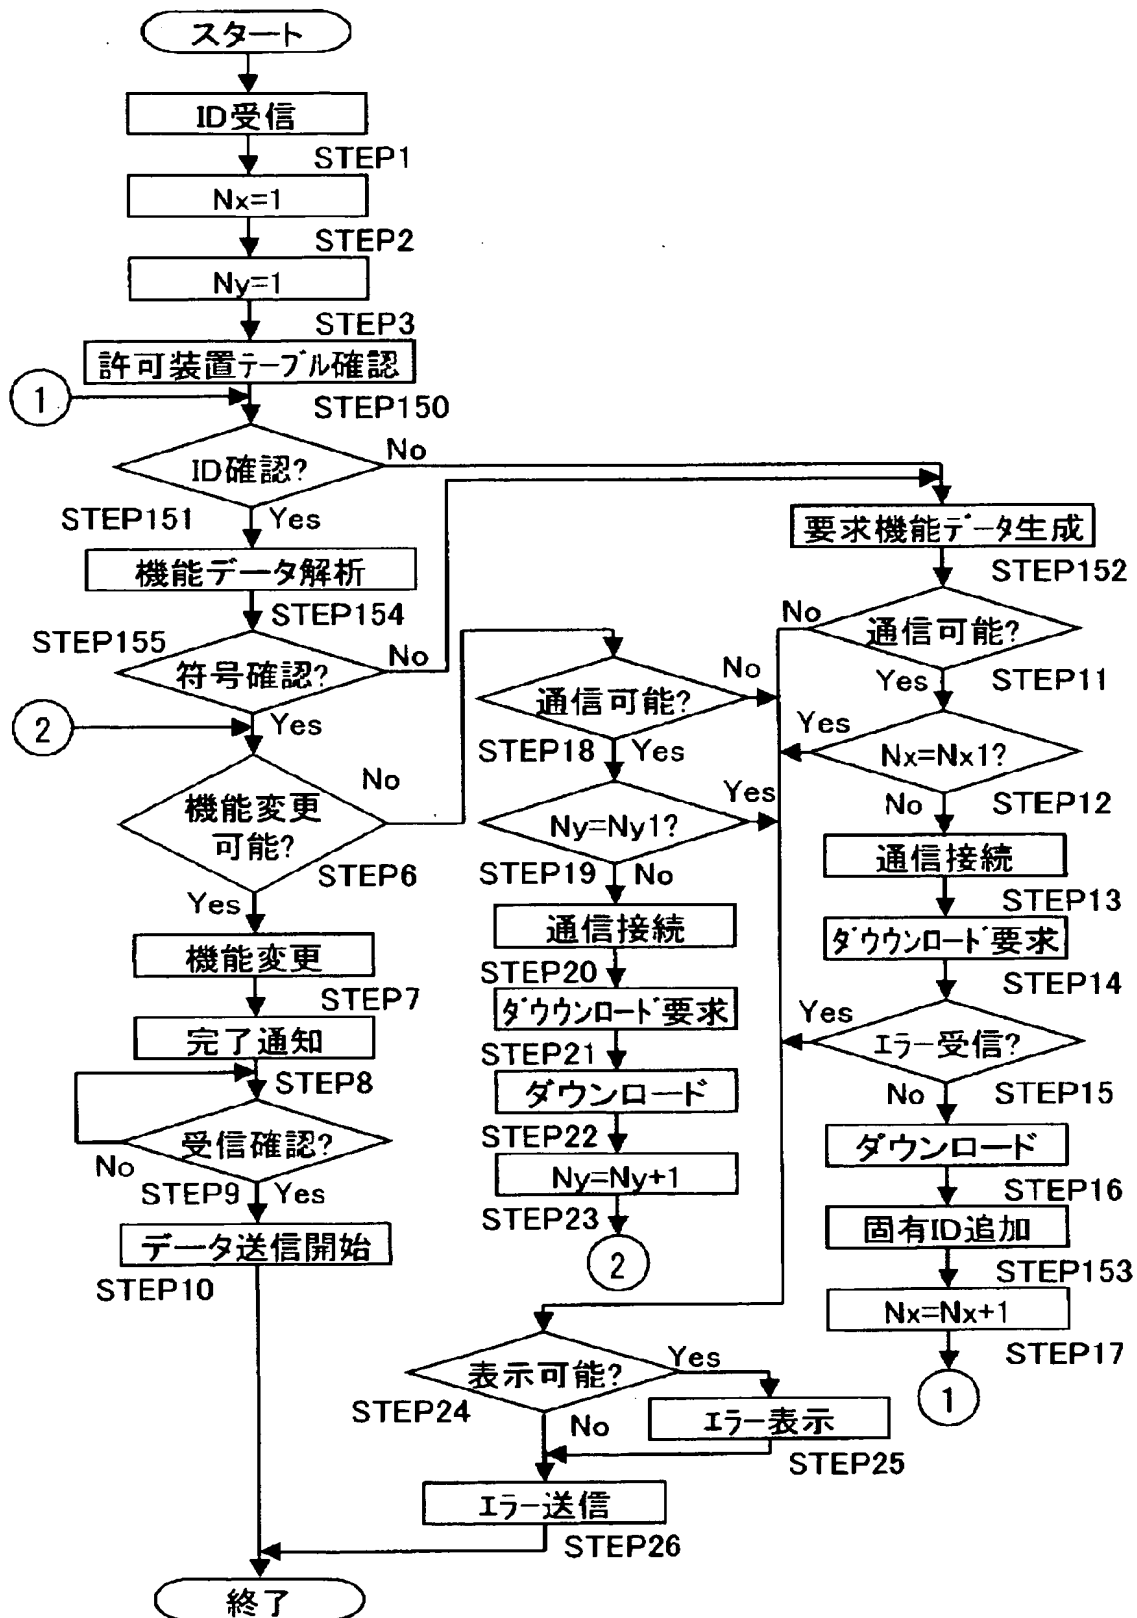 スタート
ID受信
STEP1
Nx=1
STEP2
Ny=1
STEP3
許可装置テーブル確認
1
STEP150
ID確認?
No
STEP151
Yes
機能データ解析
STEP154
STEP155
符号確認?
No
2
Yes
機能変更
可能?
No
STEP6
Yes
機能変更
STEP7
完了通知
STEP8
受信確認?
No
STEP9
Yes
データ送信開始
STEP10
通信可能?
No
STEP18
Yes
Ny=Ny1?
Yes
STEP19
No
通信接続
STEP20
ダウウンロード要求
STEP21
ダウンロード
STEP22
Ny=Ny+1
STEP23
2
要求機能データ生成
STEP152
No
通信可能?
Yes
STEP11
Yes
Nx=Nx1?
No
STEP12
通信接続
STEP13
ダウウンロード要求
STEP14
Yes
エラー受信?
No
STEP15
ダウンロード
STEP16
固有ID追加
STEP153
Nx=Nx+1
STEP17
1
表示可能?
Yes
STEP24
No
エラー表示
STEP25
エラー送信
STEP26
終了